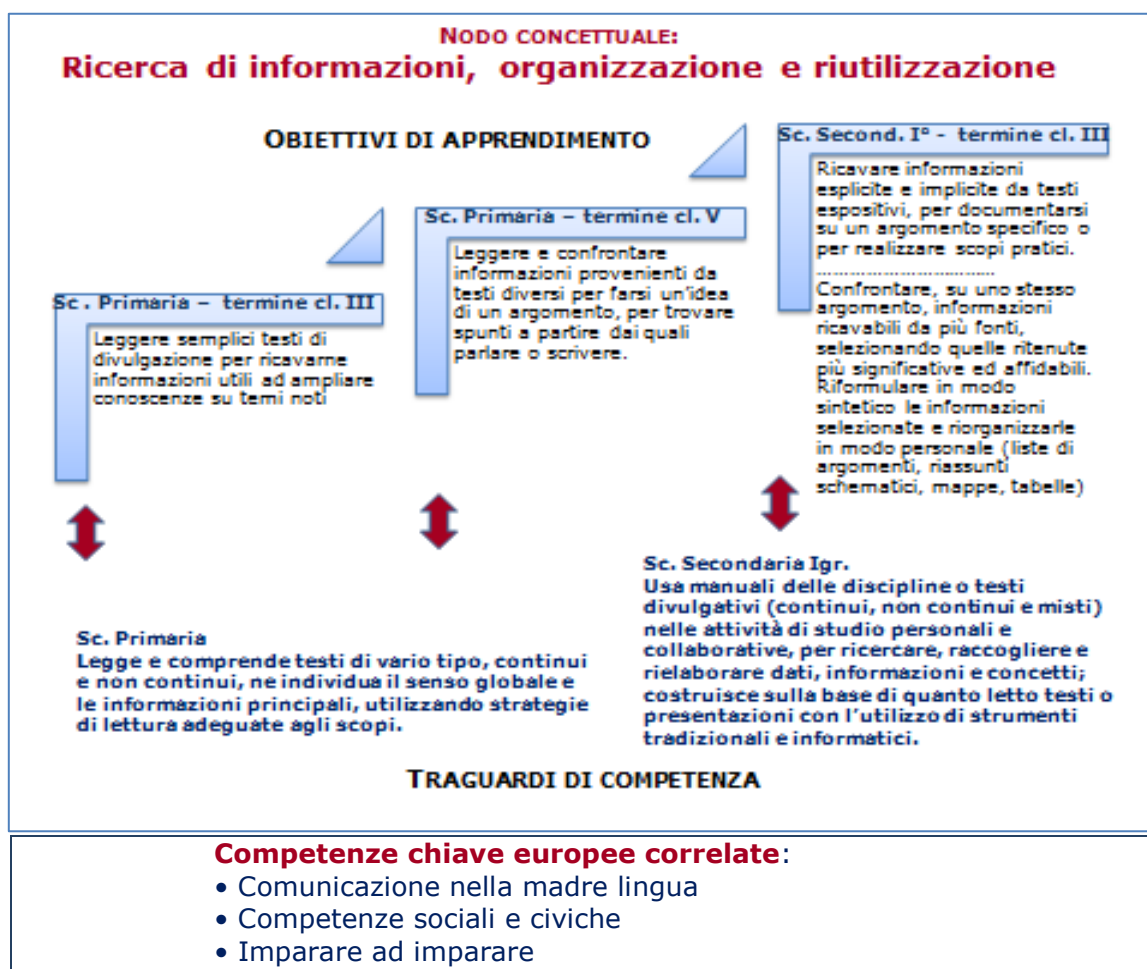 NODO CONCETTUALE:
Ricerca di informazioni, organizzazione e riutilizzazione
OBIETTIVI DI APPRENDIMENTO
Sc. Primaria – termine cl. III
Leggere semplici testi di
divulgazione per ricavarne
informazioni utili ad ampliare
conoscenze su temi noti
Sc. Primaria – termine cl. V
Leggere e confrontare
informazioni provenienti da
testi diversi per farsi un'idea
di un argomento, per trovare
spunti a partire dai quali
parlare o scrivere.
Sc. Second. I° - termine cl. III
Ricavare informazioni
esplicite e implicite da testi
espositivi, per documentarsi
su un argomento specifico o
per realizzare scopi pratici.
....................................
Confrontare, su uno stesso
argomento, informazioni
ricavabili da più fonti,
selezionando quelle ritenute
più significative ed affidabili.
Riformulare in modo
sintetico le informazioni
selezionate e riorganizzarle
in modo personale (liste di
argomenti, riassunti
schematici, mappe, tabelle)
Sc. Primaria
Legge e comprende testi di vario tipo, continui
e non continui, ne individua il senso globale e
le informazioni principali, utilizzando strategie
di lettura adeguate agli scopi.
Sc. Secondaria Igr.
Usa manuali delle discipline o testi
divulgativi (continui, non continui e misti)
nelle attività di studio personali e
collaborative, per ricercare, raccogliere e
rielaborare dati, informazioni e concetti;
costruisce sulla base di quanto letto testi o
presentazioni con l'utilizzo di strumenti
tradizionali e informatici.
TRAGUARDI DI COMPETENZA
Competenze chiave europee correlate:
• Comunicazione nella madre lingua
• Competenze sociali e civiche
• Imparare ad imparare